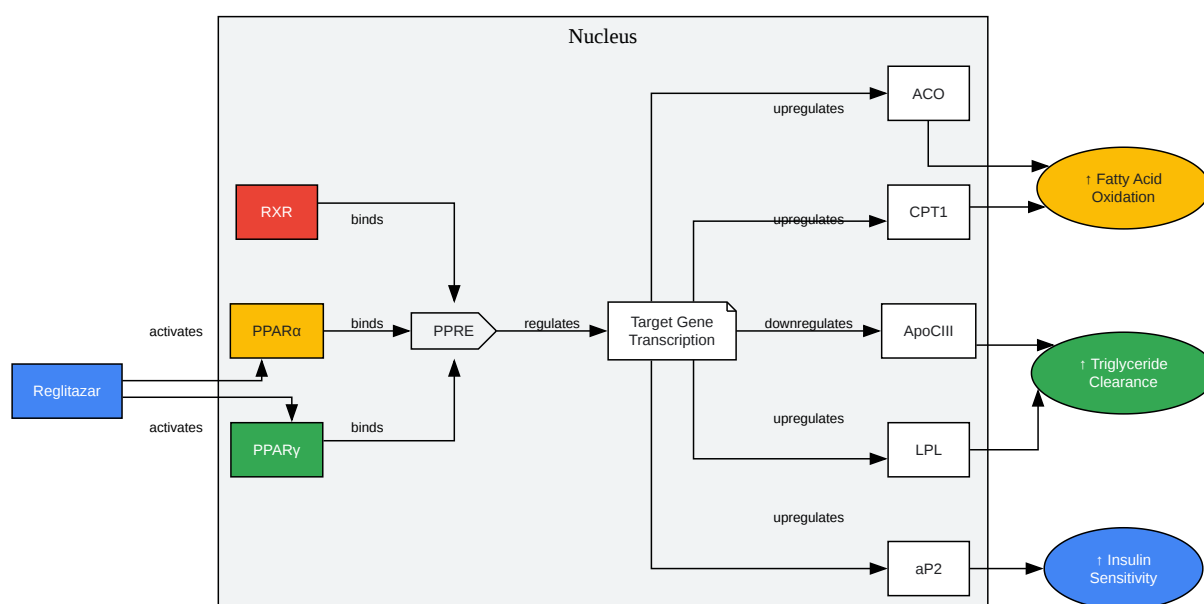 Nucleus
ACO
upregulates
↑ Fatty Acid
Oxidation
RXR
binds
upregulates
CPT1
activates
PPARα
binds
PPRE
regulates
Target Gene
Transcription
downregulates
ApoCIII
↑ Triglyceride
Clearance
Reglitazar
activates
PPARγ
binds
upregulates
LPL
upregulates
aP2
↑ Insulin
Sensitivity